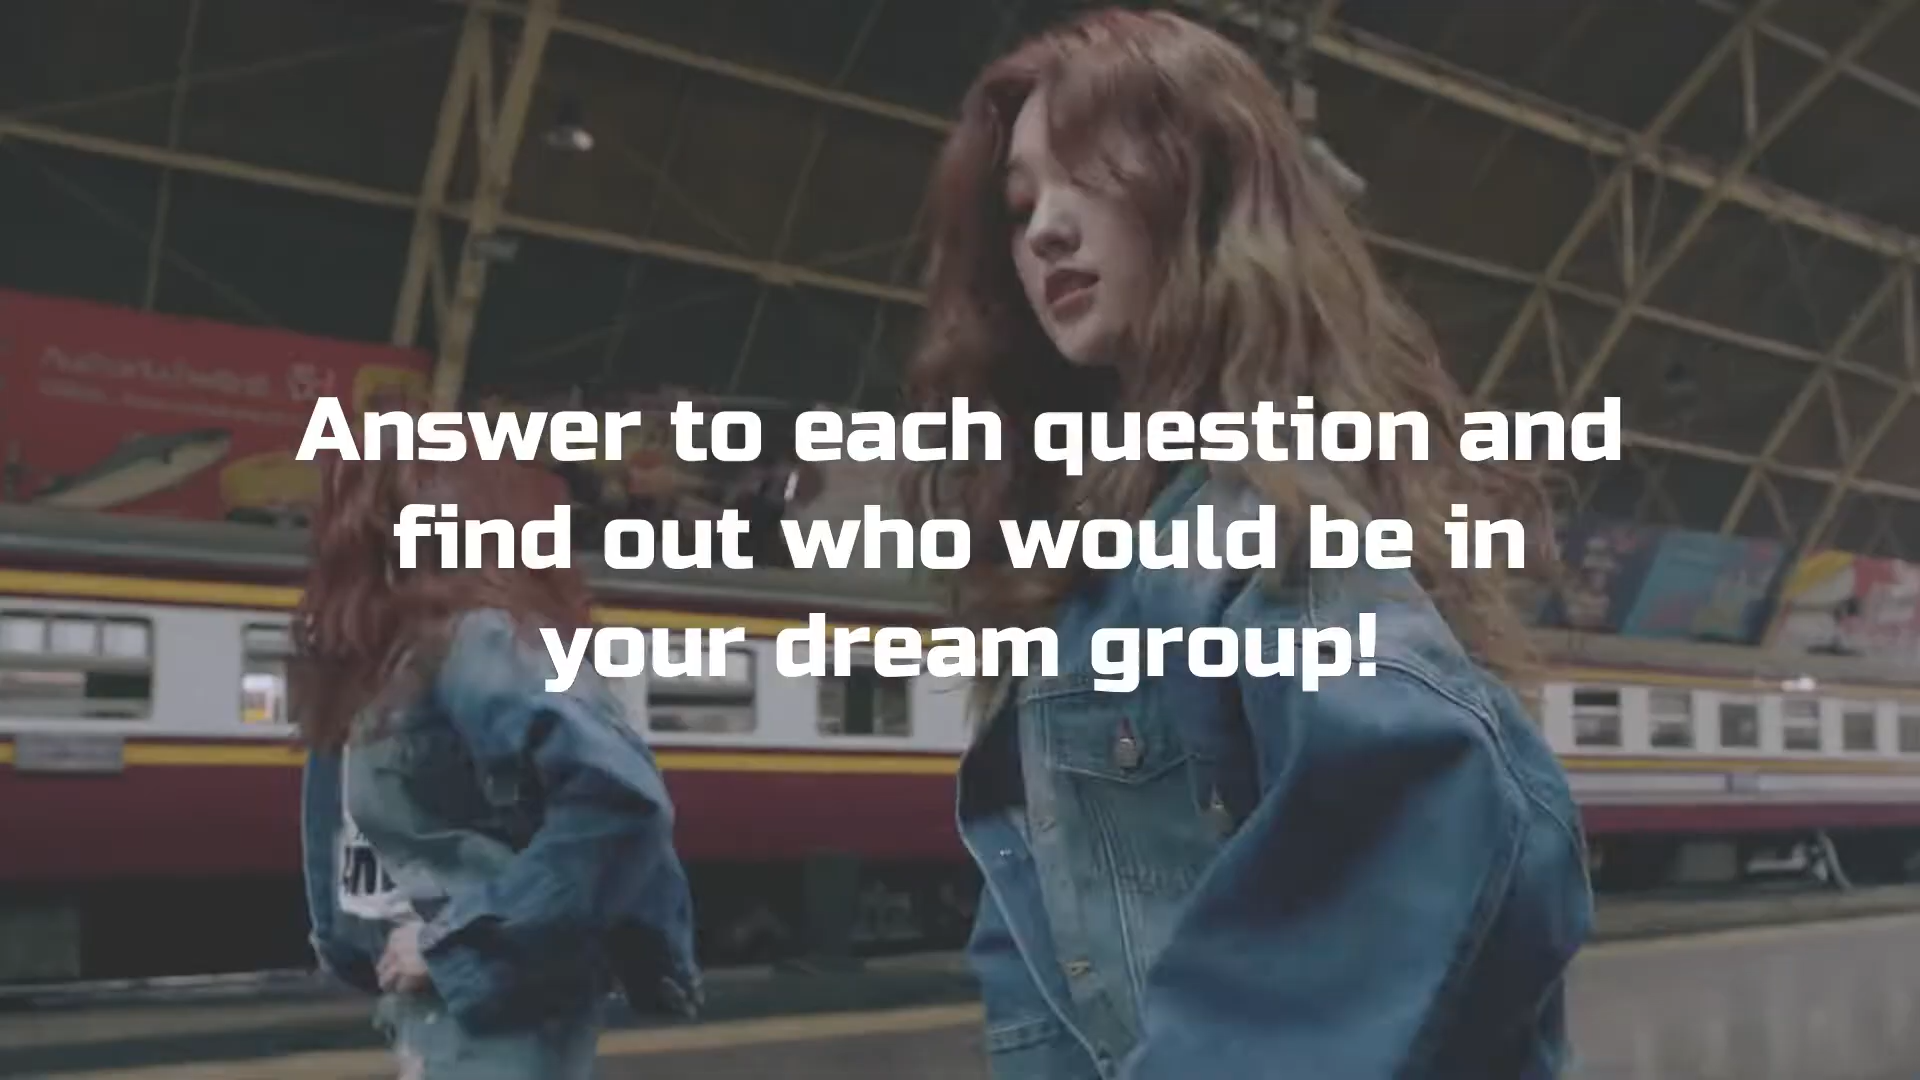 Answer to each question and
find out who would be in
your dream group!